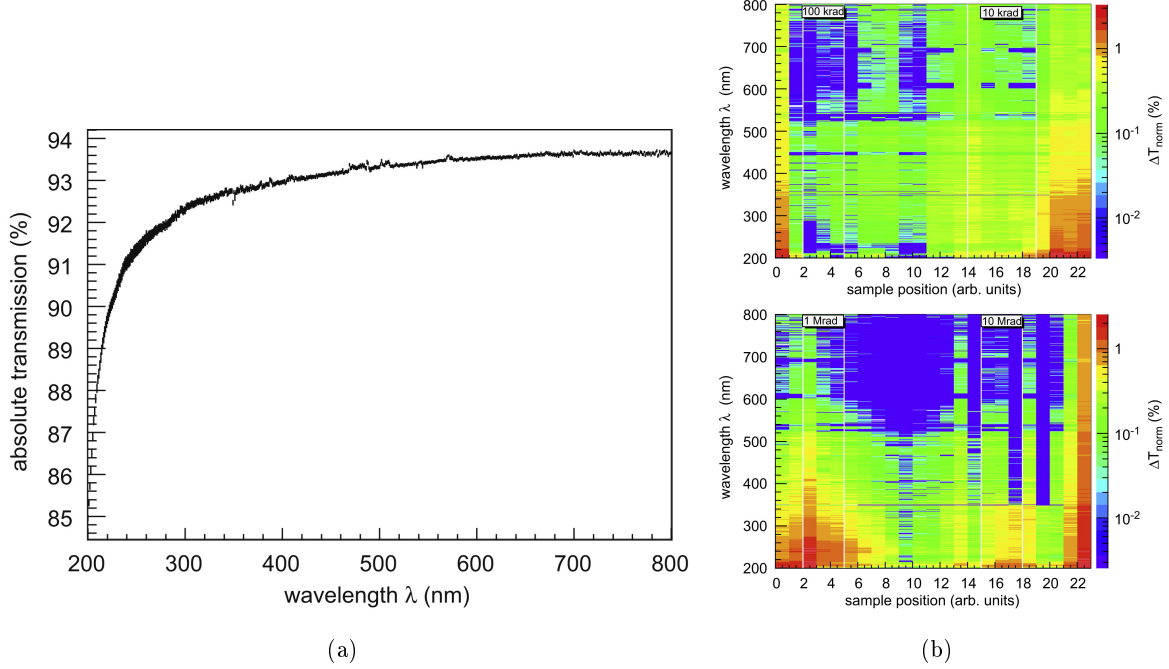 94
93
92
91
90
89
88
87
86
85
absolute transmission (%)
200 300 400 500 600 700 800
wavelength λ (nm)
(a)
100 krad 10 krad
800
700
600
500
400
300
200
wavelength λ (nm)
0 2 4 6 8 10 12 14 16 18 20 22
sample position (arb. units)
1
10⁻¹
10⁻²
ΔTnorm (%)
1 Mrad 10 Mrad
800
700
600
500
400
300
200
wavelength λ (nm)
0 2 4 6 8 10 12 14 16 18 20 22
sample position (arb. units)
1
10⁻¹
10⁻²
ΔTnorm (%)
(b)